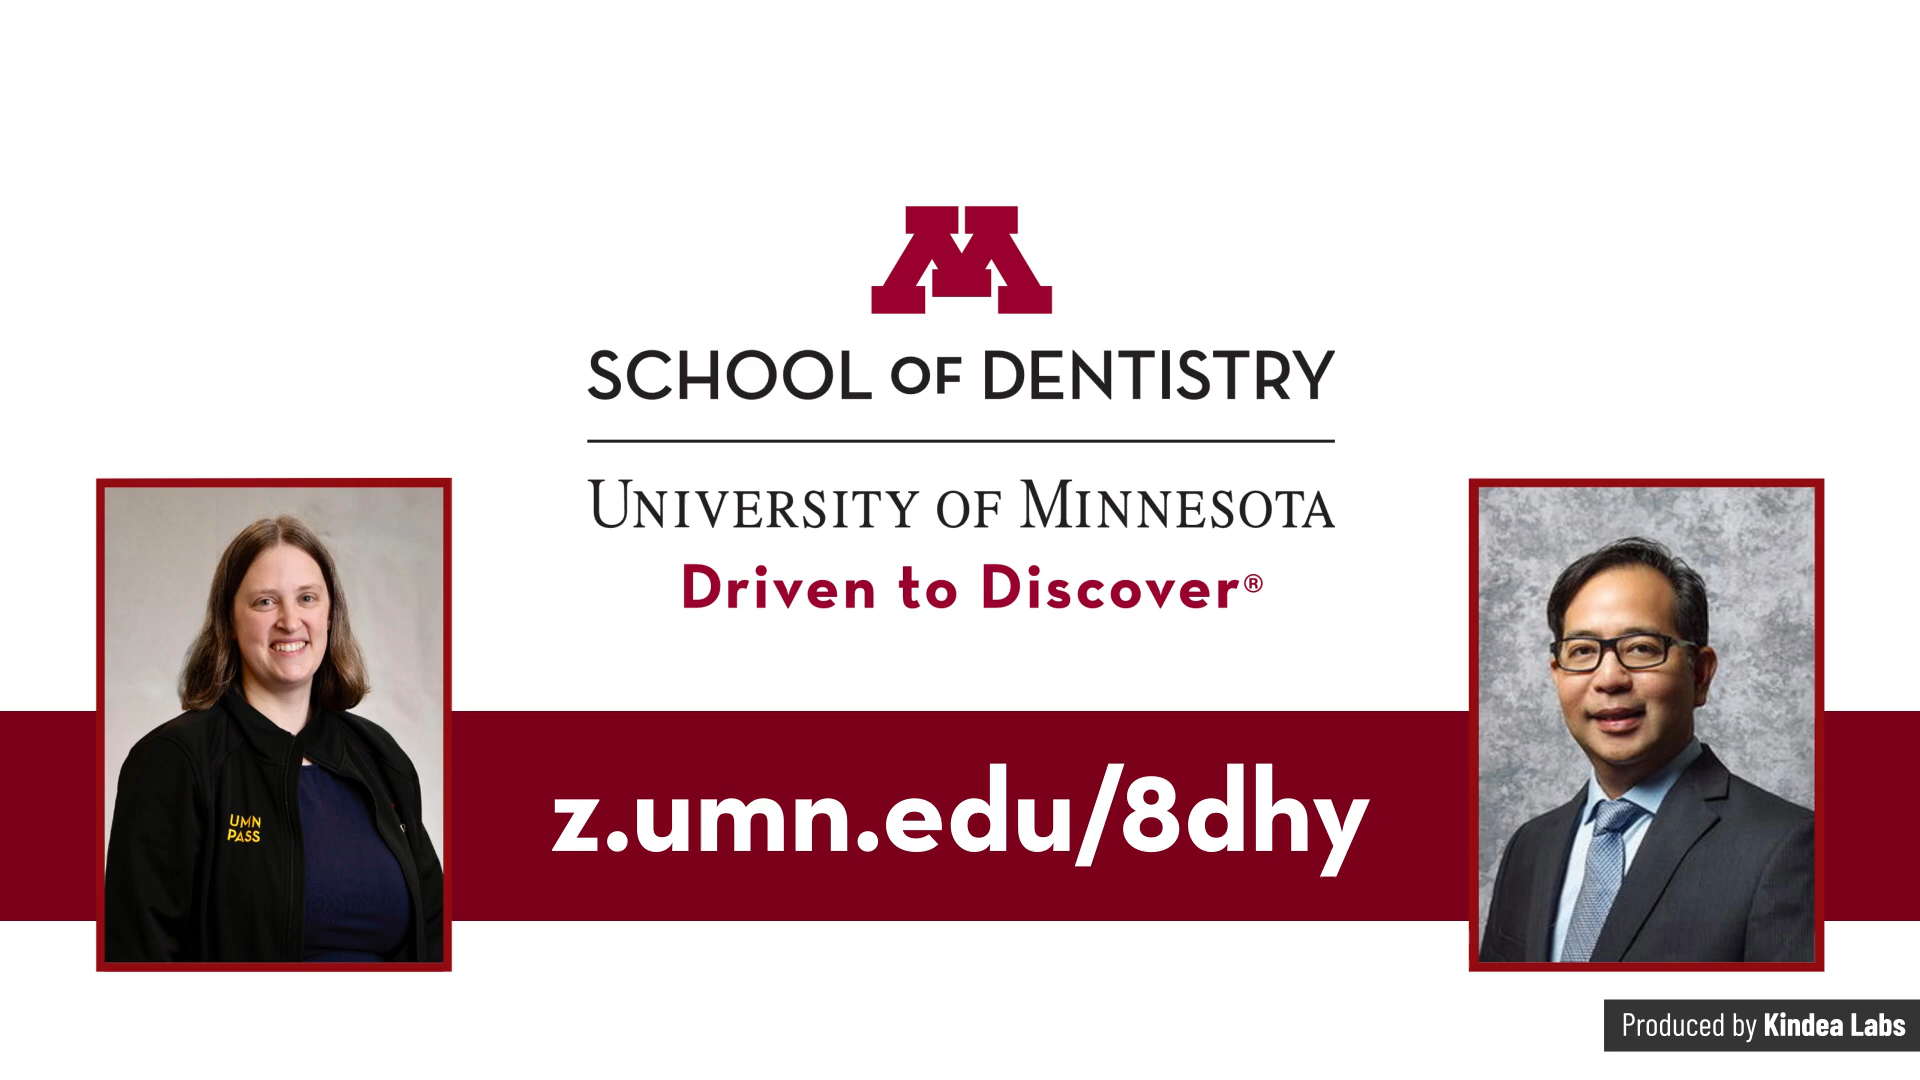 M
SCHOOL OF DENTISTRY
UNIVERSITY OF MINNESOTA
Driven to Discover®
UMN
PASS
z.umn.edu/8dhy
Produced by Kindea Labs